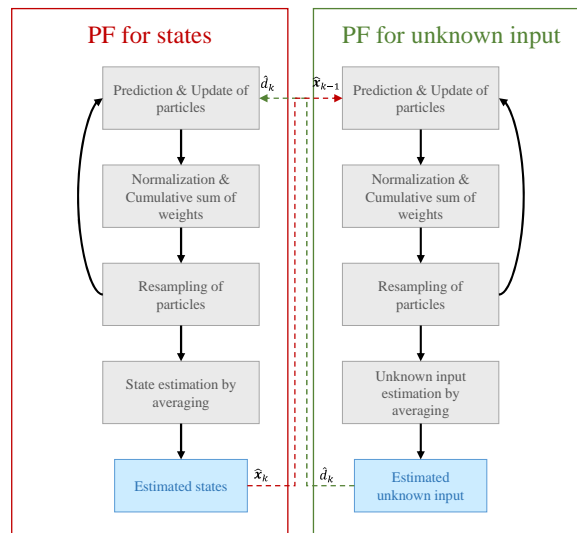 PF for states
Prediction & Update of
particles
Normalization &
Cumulative sum of
weights
Resampling of
particles
State estimation by
averaging
Estimated states
d̂ₖ
x̂ₖ₋₁
x̂ₖ
d̂ₖ
PF for unknown input
Prediction & Update of
particles
Normalization &
Cumulative sum of
weights
Resampling of
particles
Unknown input
estimation by
averaging
Estimated
unknown input